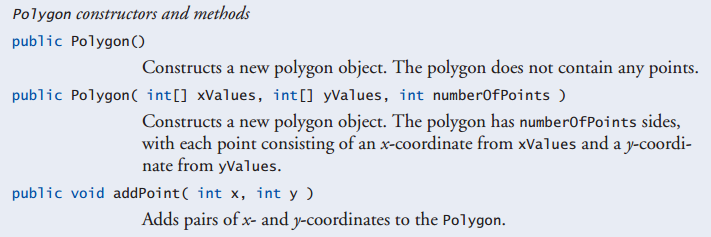 Polygon constructors and methods
public Polygon()
Constructs a new polygon object. The polygon does not contain any points.
public Polygon( int[] xValues, int[] yValues, int numberOfPoints )
Constructs a new polygon object. The polygon has numberOfPoints sides,
with each point consisting of an x-coordinate from xValues and a y-coordi-
nate from yValues.
public void addPoint( int x, int y )
Adds pairs of x- and y-coordinates to the Polygon.